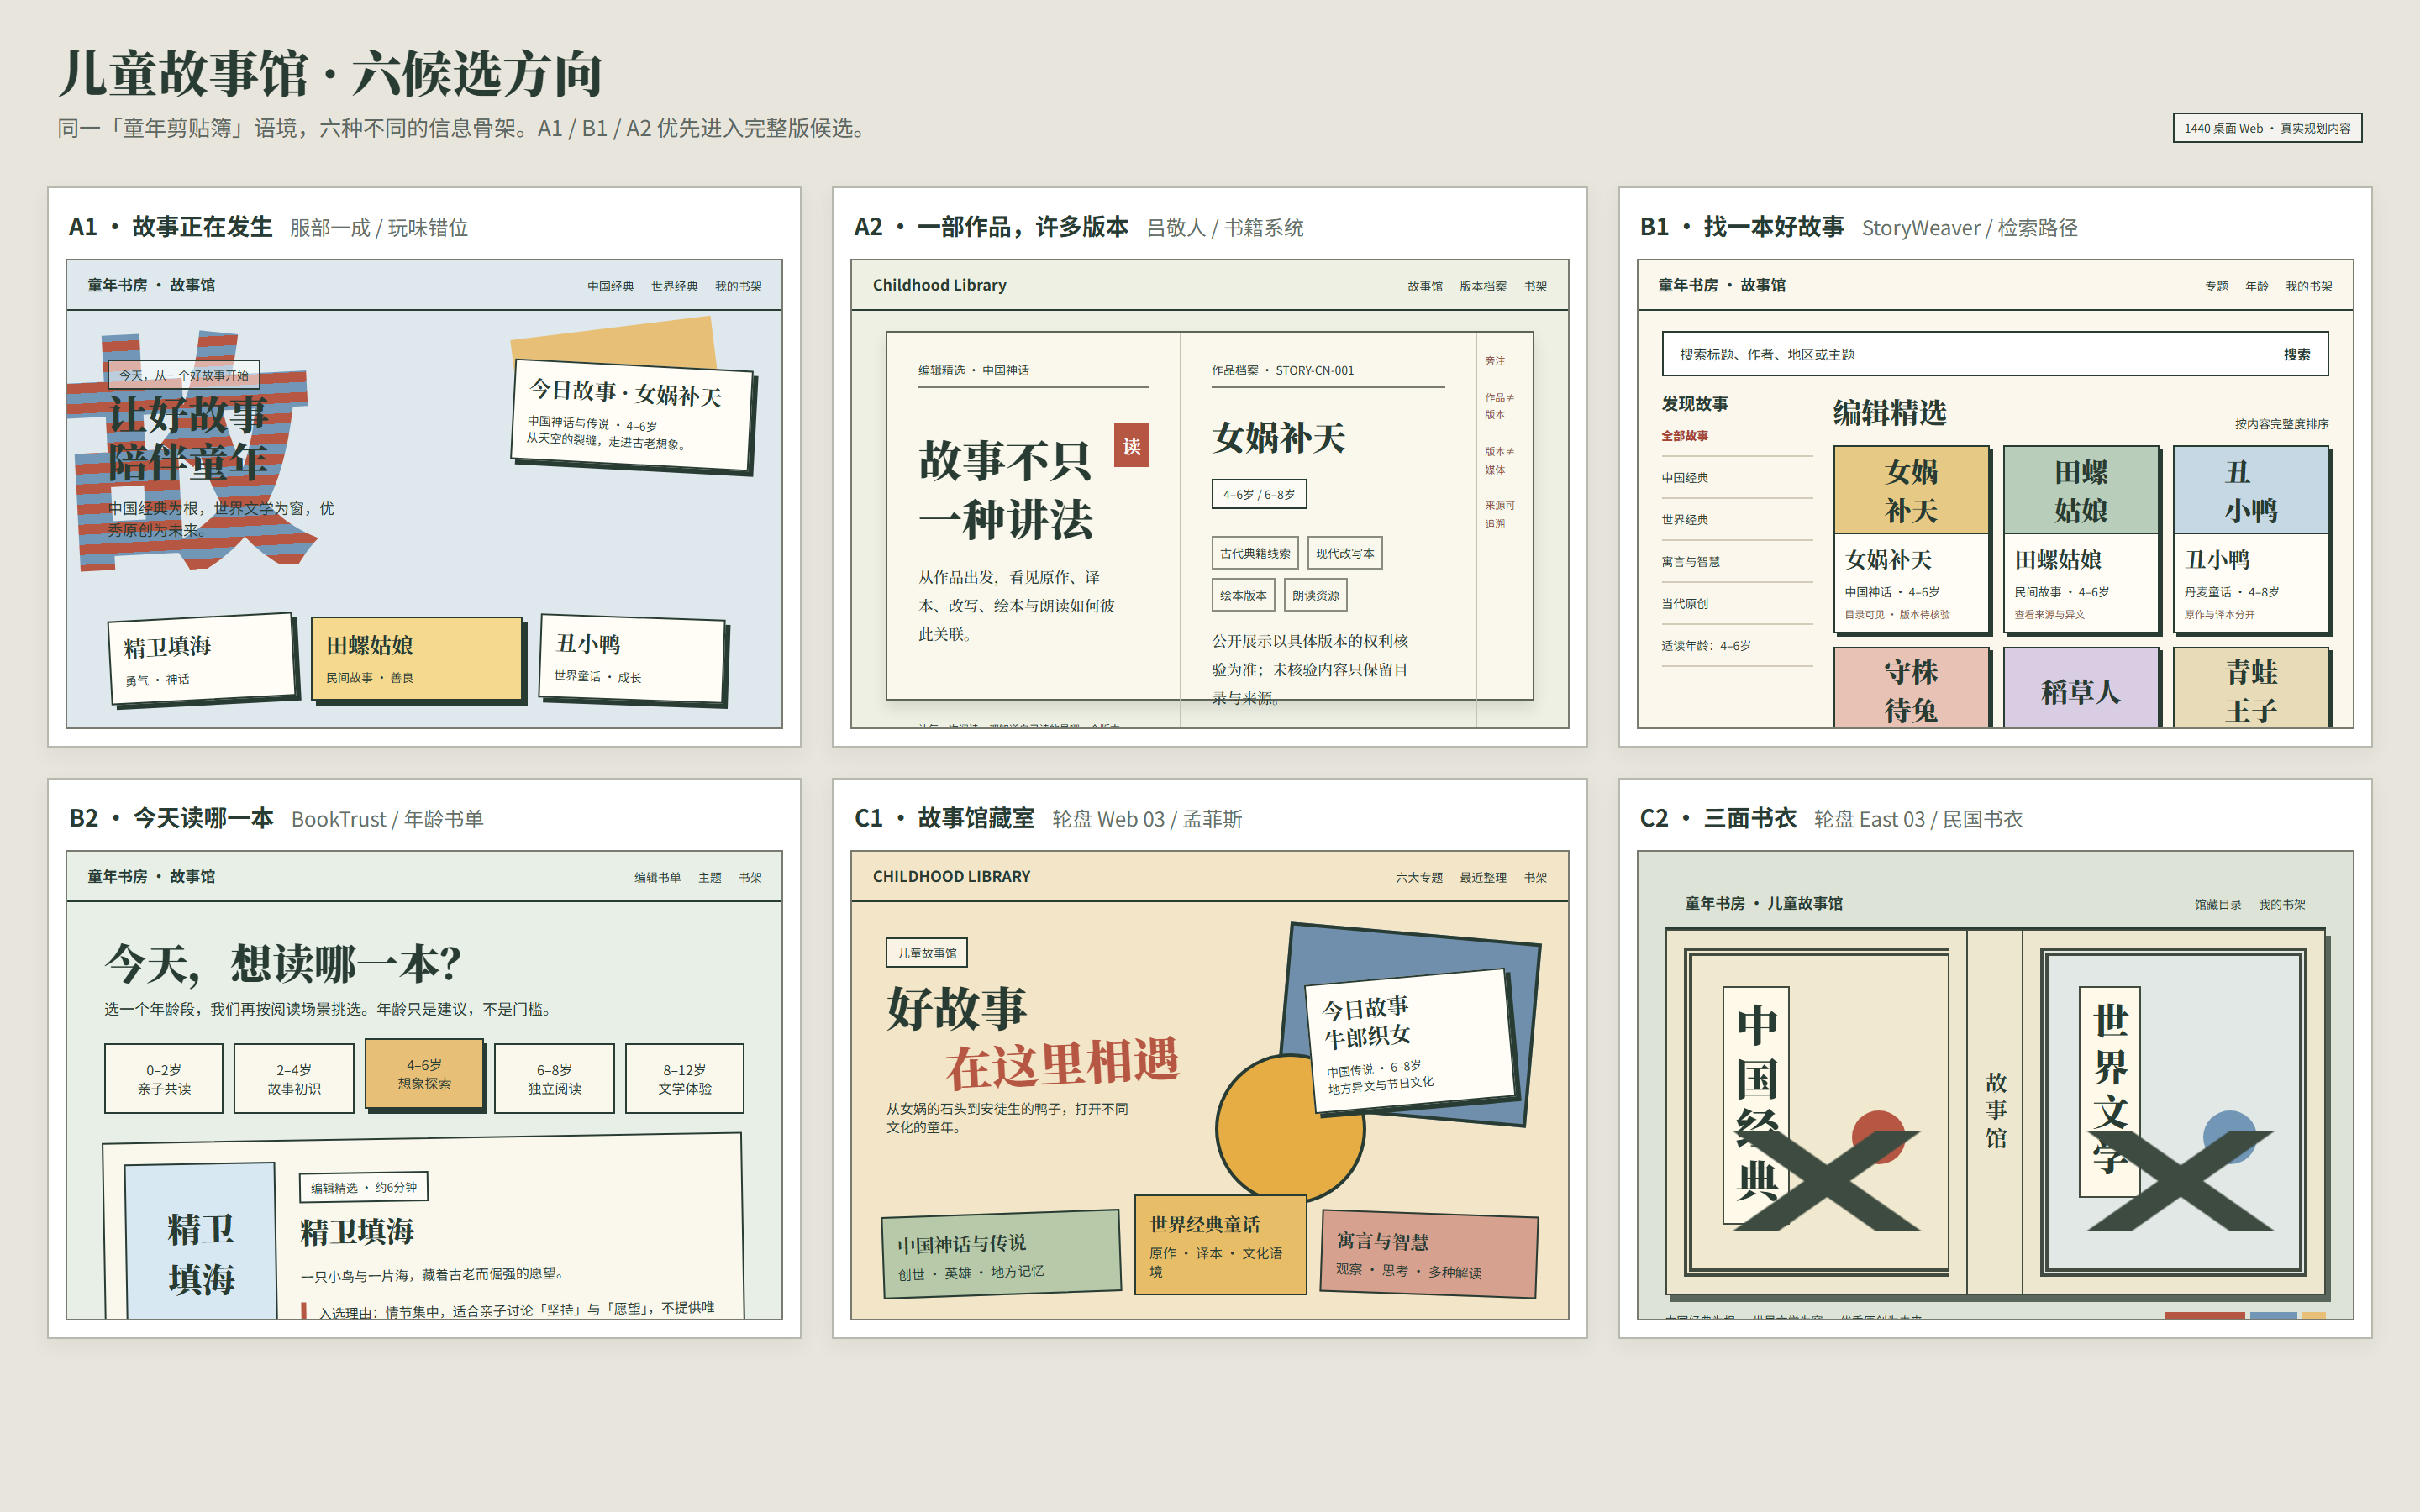 儿童故事馆 · 六候选方向
同一「童年剪贴簿」语境，六种不同的信息骨架。A1 / B1 / A2 优先进入完整版候选。
1440 桌面 Web · 真实规划内容
A1 · 故事正在发生 服部一成 / 玩味错位
童年书房 · 故事馆
中国经典 世界经典 我的书架
故
今天，从一个好故事开始
让好故事
陪伴童年
中国经典为根，世界文学为窗，优
秀原创为未来。
今日故事 · 女娲补天
中国神话与传说 · 4–6岁
从天空的裂缝，走进古老想象。
精卫填海
勇气 · 神话
田螺姑娘
民间故事 · 善良
丑小鸭
世界童话 · 成长
A2 · 一部作品，许多版本 吕敬人 / 书籍系统
Childhood Library
故事馆 版本档案 书架
编辑精选 · 中国神话
故事不只
一种讲法
读
从作品出发，看见原作、译
本、改写、绘本与朗读如何彼
此关联。
作品档案 · STORY-CN-001
女娲补天
4–6岁 / 6–8岁
古代典籍线索 现代改写本
绘本版本 朗读资源
公开展示以具体版本的权利核
验为准；未核验内容只保留目
录与来源。
旁注
作品≠
版本
版本≠
媒体
来源可
追溯
B1 · 找一本好故事 StoryWeaver / 检索路径
童年书房 · 故事馆
专题 年龄 我的书架
搜索标题、作者、地区或主题
搜索
发现故事
全部故事
中国经典
世界经典
寓言与智慧
当代原创
适读年龄：4–6岁
编辑精选
按内容完整度排序
女娲
补天
女娲补天
中国神话 · 4–6岁
目录可见 · 版本待核验
田螺
姑娘
田螺姑娘
民间故事 · 4–6岁
查看来源与异文
丑
小鸭
丑小鸭
丹麦童话 · 4–8岁
原作与译本分开
守株
待兔
稻草人
青蛙
王子
B2 · 今天读哪一本 BookTrust / 年龄书单
童年书房 · 故事馆
编辑书单 主题 书架
今天，想读哪一本？
选一个年龄段，我们再按阅读场景挑选。年龄只是建议，不是门槛。
0–2岁
亲子共读
2–4岁
故事初识
4–6岁
想象探索
6–8岁
独立阅读
8–12岁
文学体验
精卫
填海
编辑精选 · 约6分钟
精卫填海
一只小鸟与一片海，藏着古老而倔强的愿望。
入选理由：情节集中，适合亲子讨论「坚持」与「愿望」，不提供唯
C1 · 故事馆藏室 轮盘 Web 03 / 孟菲斯
CHILDHOOD LIBRARY
六大专题 最近整理 书架
儿童故事馆
好故事
在这里相遇
从女娲的石头到安徒生的鸭子，打开不同
文化的童年。
今日故事
牛郎织女
中国传说 · 6–8岁
地方异文与节日文化
中国神话与传说
创世 · 英雄 · 地方记忆
世界经典童话
原作 · 译本 · 文化语
境
寓言与智慧
观察 · 思考 · 多种解读
C2 · 三面书衣 轮盘 East 03 / 民国书衣
童年书房 · 儿童故事馆
馆藏目录 我的书架
中国经典
故事馆
世界文学